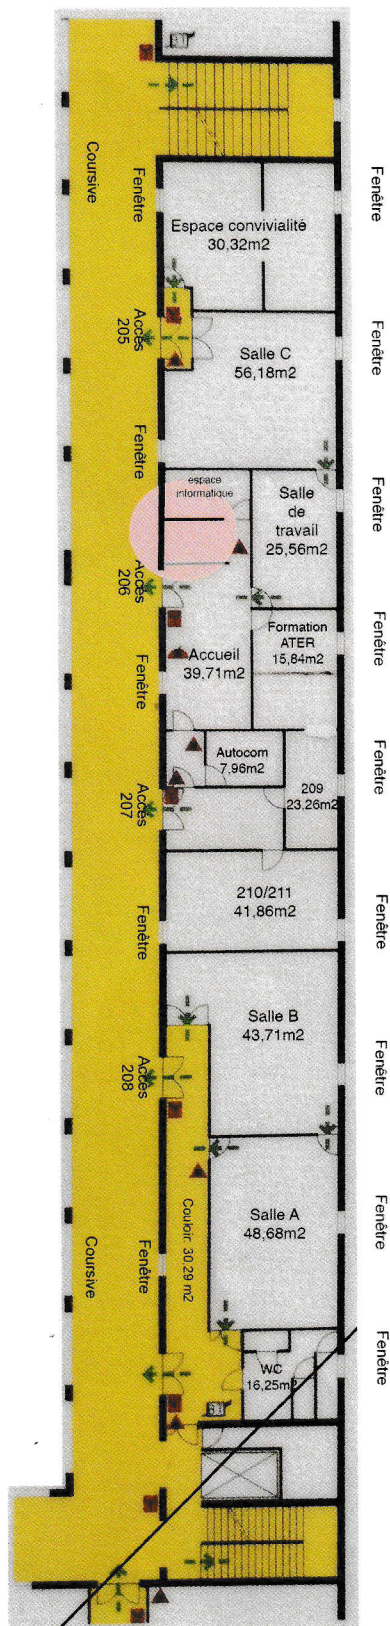 Fenêtre
Fenêtre
Coursive
Espace convivialité
30,32m2
Accès
205
Fenêtre
Salle C
56,18m2
Fenêtre
espace
informatique
Salle
de
travail
25,56m2
Fenêtre
Accès
206
Formation
ATER
15,84m2
Fenêtre
Accueil
39,71m2
Fenêtre
Autocom
7,96m2
Fenêtre
209
23,26m2
Accès
207
210/211
41,86m2
Fenêtre
Fenêtre
Salle B
43,71m2
Fenêtre
Accès
208
Couloir: 30.29 m2
Salle A
48,68m2
Fenêtre
Fenêtre
Coursive
WC
16,25m2
Fenêtre